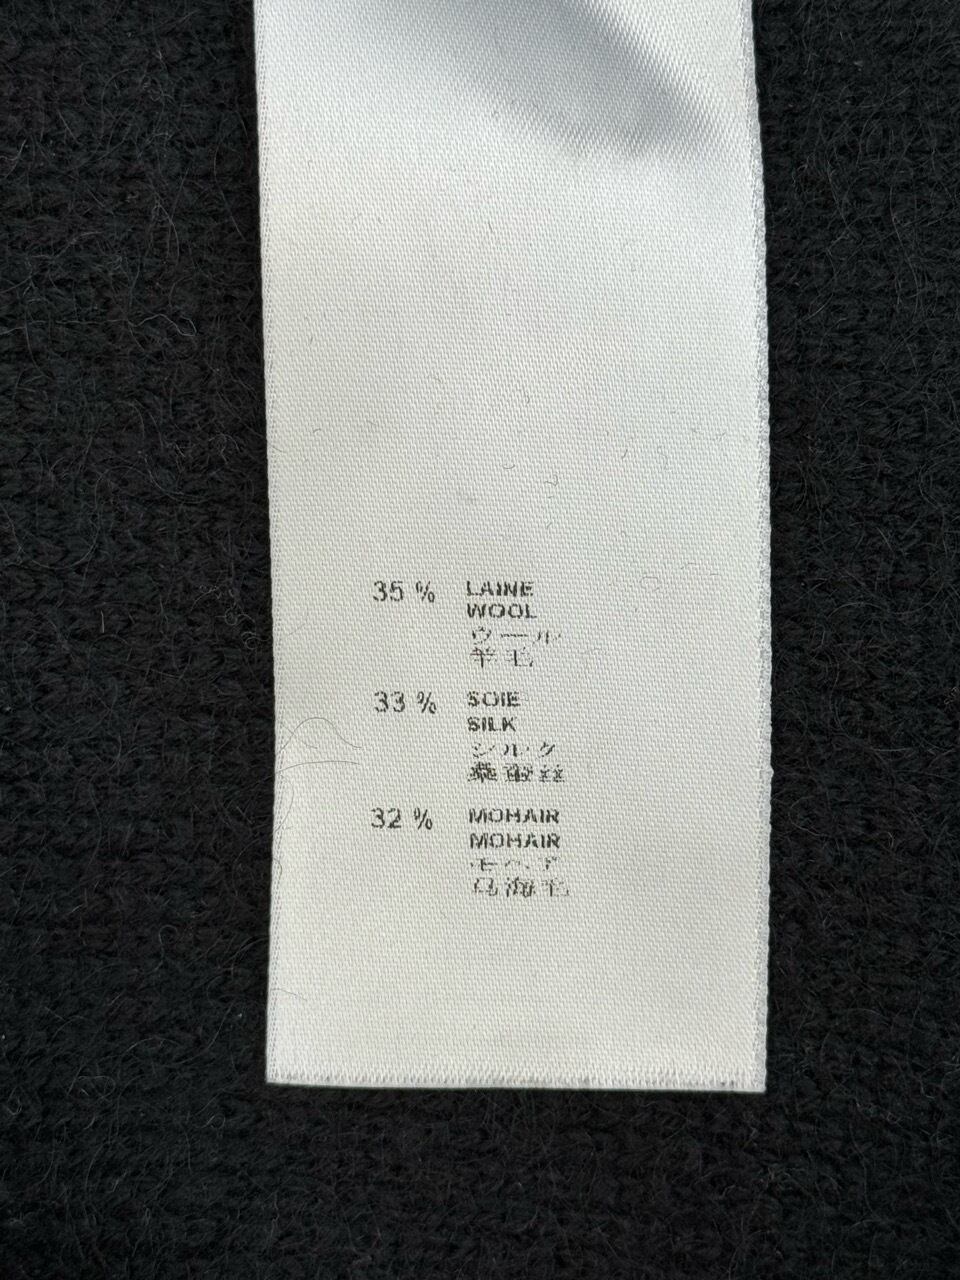 35 % LAINE
WOOL
ウール
羊毛
33 % SOIE
SILK
シルク
桑蚕丝
32 % MOHAIR
MOHAIR
モヘア
马海毛